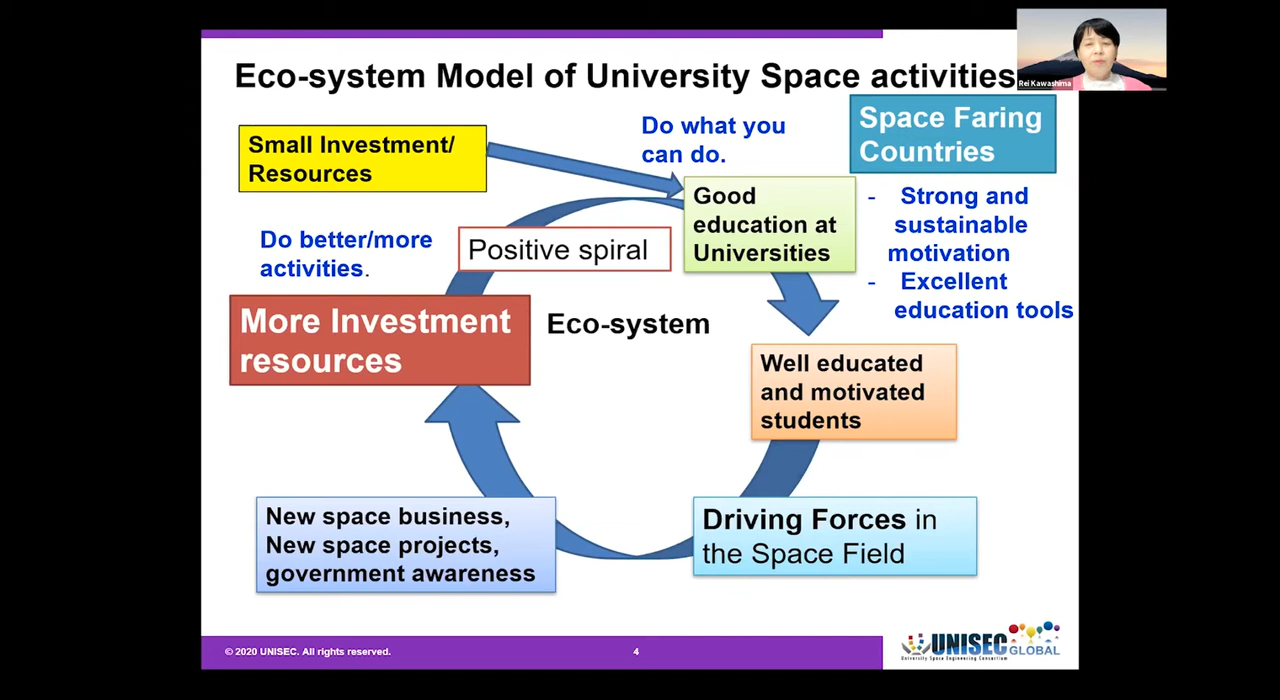 Eco-system Model of University Space activities
Rei Kawashima
Small Investment/
Resources
Do what you
can do.
Space Faring
Countries
Good
education at
Universities
- Strong and
sustainable
motivation
- Excellent
education tools
Do better/more
activities.
Positive spiral
More Investment
resources
Eco-system
Well educated
and motivated
students
New space business,
New space projects,
government awareness
Driving Forces in
the Space Field
© 2020 UNISEC. All rights reserved.
4
UNISEC GLOBAL
University Space Engineering Consortium